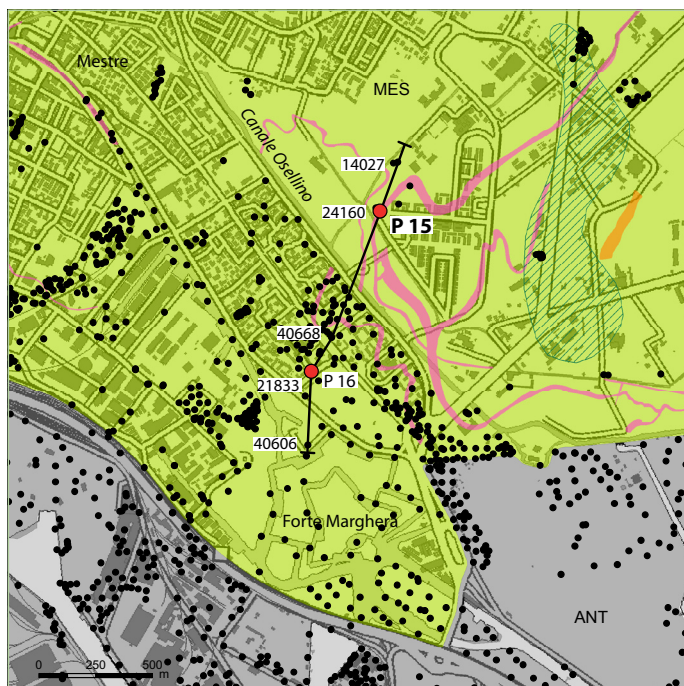 Mestre
MES
Canale Osellino
14027
24160
P 15
40668
21833
P 16
40606
Forte Marghera
ANT
0 250 500
m